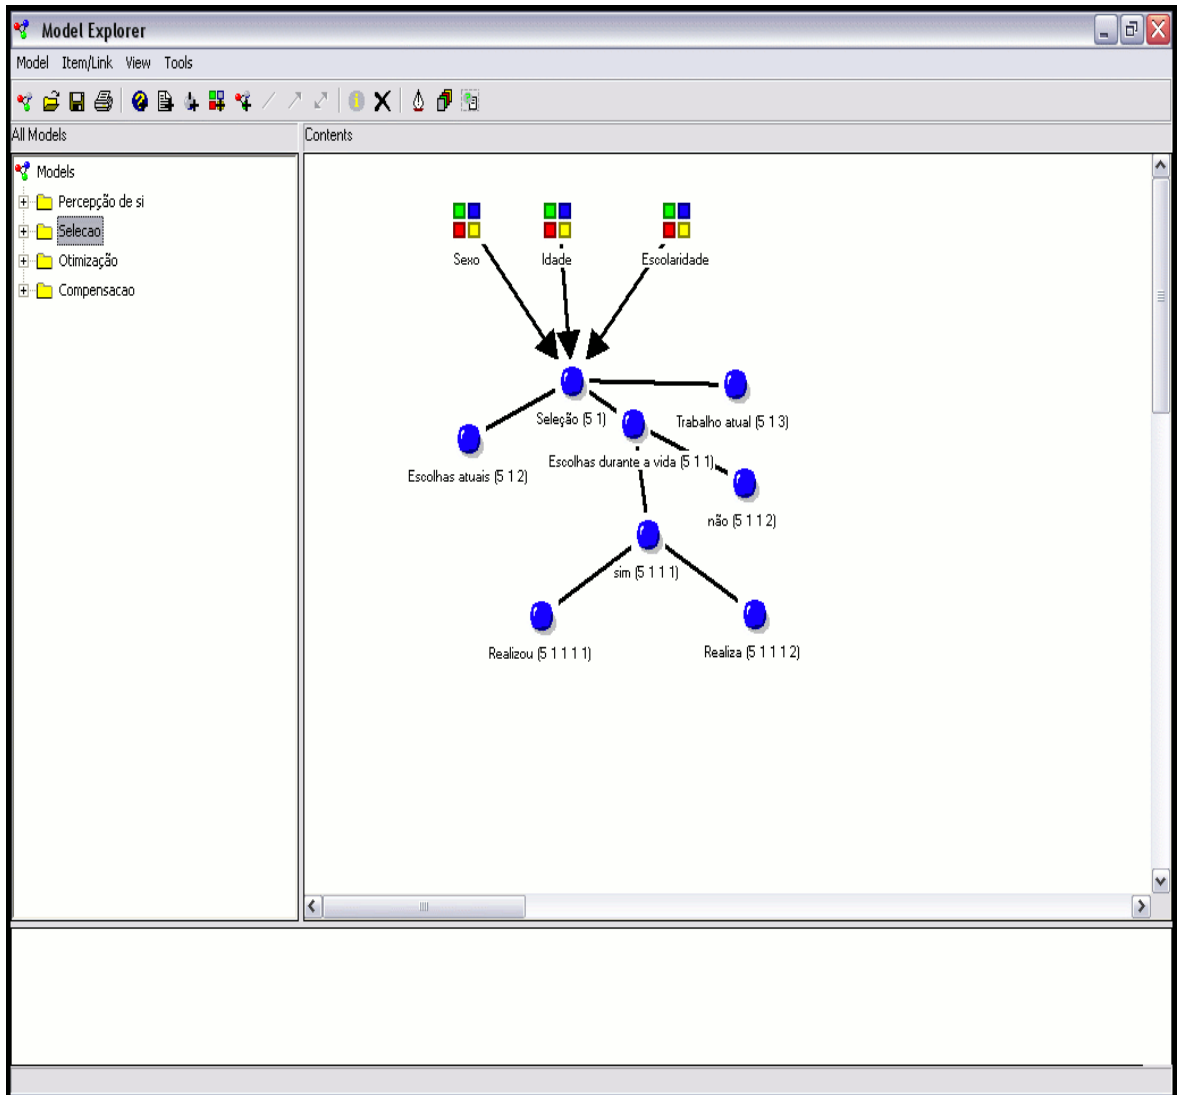 Model Explorer
Model Item/Link View Tools
All Models
Contents
Models
Percepção de si
Selecao
Otimização
Compensacao
Sexo
Idade
Escolaridade
Seleção (5 1)
Trabalho atual (5 1 3)
Escolhas durante a vida (5 1 1)
Escolhas atuais (5 1 2)
não (5 1 1 2)
sim (5 1 1 1)
Realizou (5 1 1 1 1)
Realiza (5 1 1 1 2)